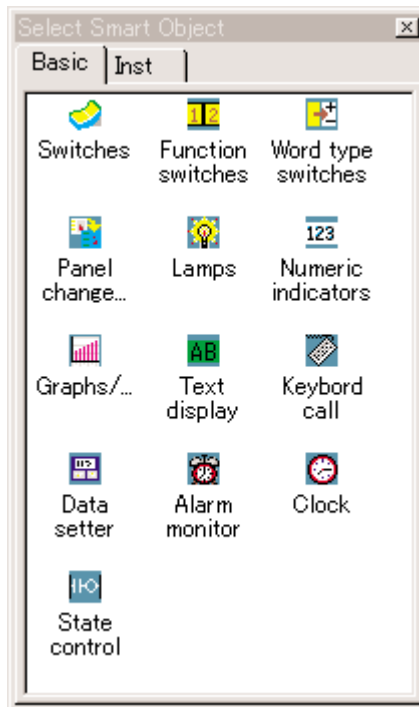 Select Smart Object
Basic Inst
Switches Function switches Word type switches
Panel change... Lamps Numeric indicators
123
Graphs/... Text display Keybord call
AB
Data setter Alarm monitor Clock
State control